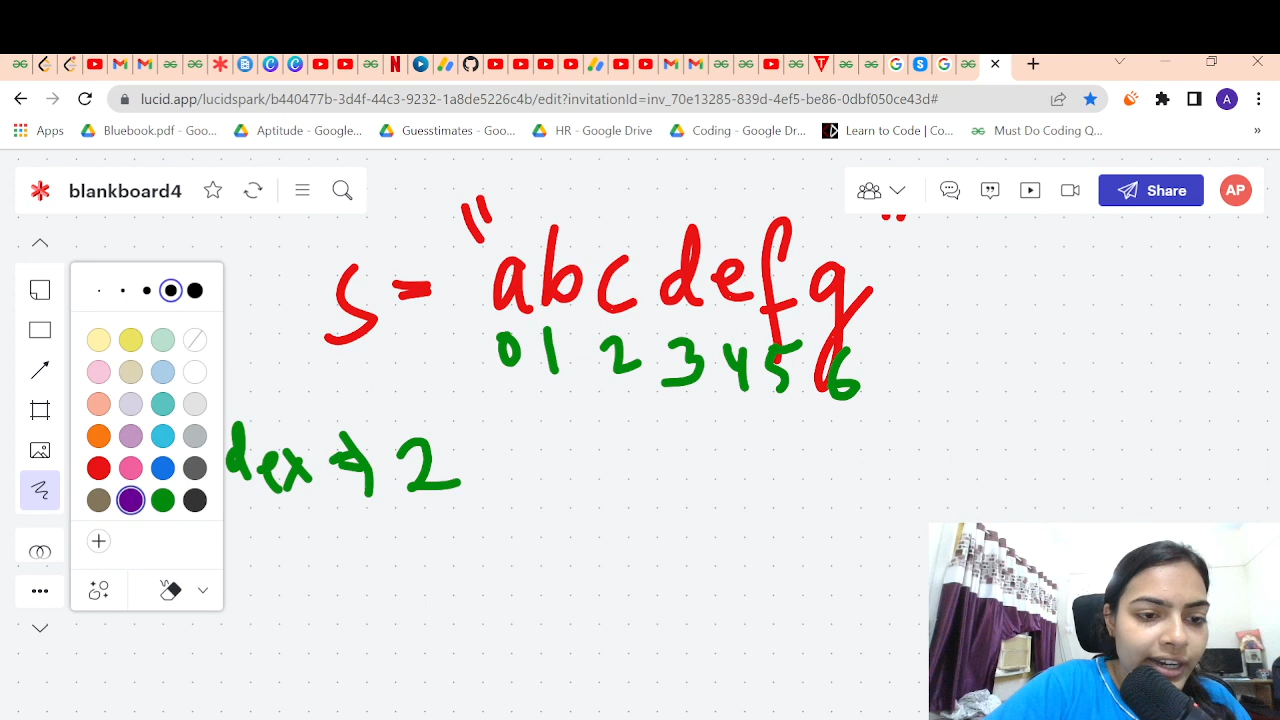 lucid.app/lucidspark/b440477b-3d4f-44c3-9232-1a8de5226c4b/edit?invitationId=inv_70e13285-839d-4ef5-be86-0dbf050ce43d#
A
Apps Bluebook.pdf - Goo... Aptitude - Google... Guesstimates - Goo... HR - Google Drive Coding - Google Dr... Learn to Code | Co... Must Do Coding Q... »
blankboard4 Share AP
S = "abcdefg"
0 1 2 3 4 5 6
dex → 2